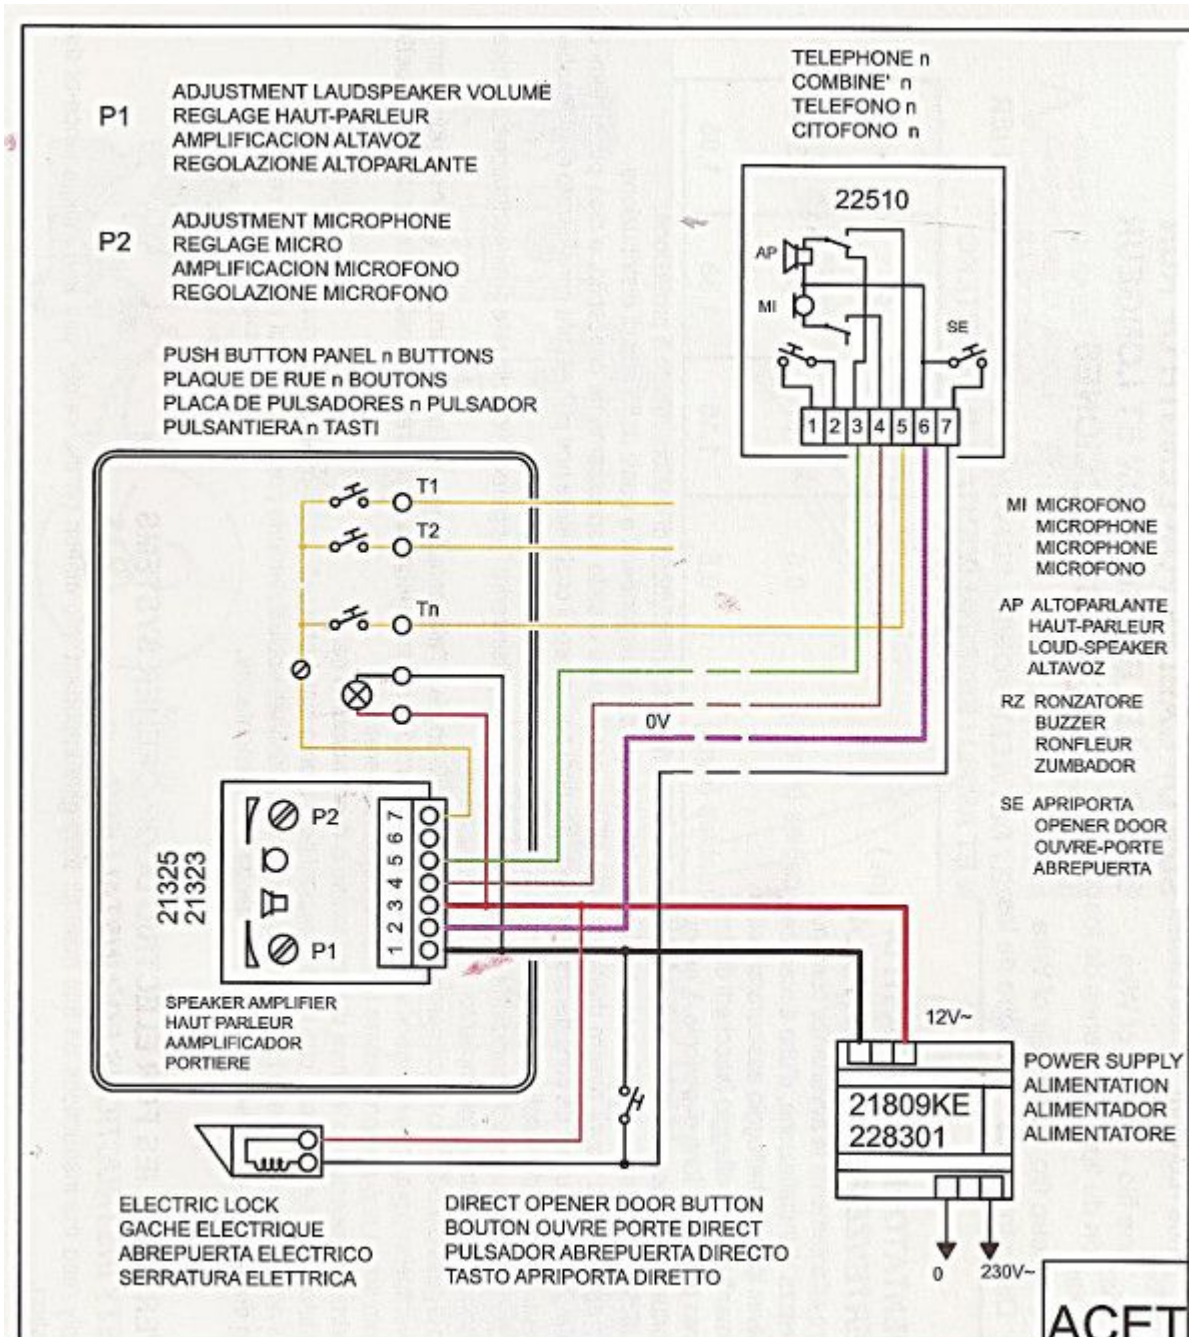 P1
ADJUSTMENT LAUDSPEAKER VOLUME
REGLAGE HAUT-PARLEUR
AMPLIFICACION ALTAVOZ
REGOLAZIONE ALTOPARLANTE
P2
ADJUSTMENT MICROPHONE
REGLAGE MICRO
AMPLIFICACION MICROFONO
REGOLAZIONE MICROFONO
TELEPHONE n
COMBINE' n
TELEFONO n
CITOFONO n
22510
AP
MI
SE
1 2 3 4 5 6 7
PUSH BUTTON PANEL n BUTTONS
PLAQUE DE RUE n BOUTONS
PLACA DE PULSADORES n PULSADOR
PULSANTIERA n TASTI
T1
T2
Tn
0V
MI MICROFONO
MICROPHONE
MICROPHONE
MICROFONO
AP ALTOPARLANTE
HAUT-PARLEUR
LOUD-SPEAKER
ALTAVOZ
RZ RONZATORE
BUZZER
RONFLEUR
ZUMBADOR
SE APRIPORTA
OPENER DOOR
OUVRE-PORTE
ABREPUERTA
21325
21323
P2
P1
1 2 3 4 5 6 7
SPEAKER AMPLIFIER
HAUT PARLEUR
AAMPLIFICADOR
PORTIERE
12V~
21809KE
228301
POWER SUPPLY
ALIMENTATION
ALIMENTADOR
ALIMENTATORE
0
230V~
ELECTRIC LOCK
GACHE ELECTRIQUE
ABREPUERTA ELECTRICO
SERRATURA ELETTRICA
DIRECT OPENER DOOR BUTTON
BOUTON OUVRE PORTE DIRECT
PULSADOR ABREPUERTA DIRECTO
TASTO APRIPORTA DIRETTO
ACET